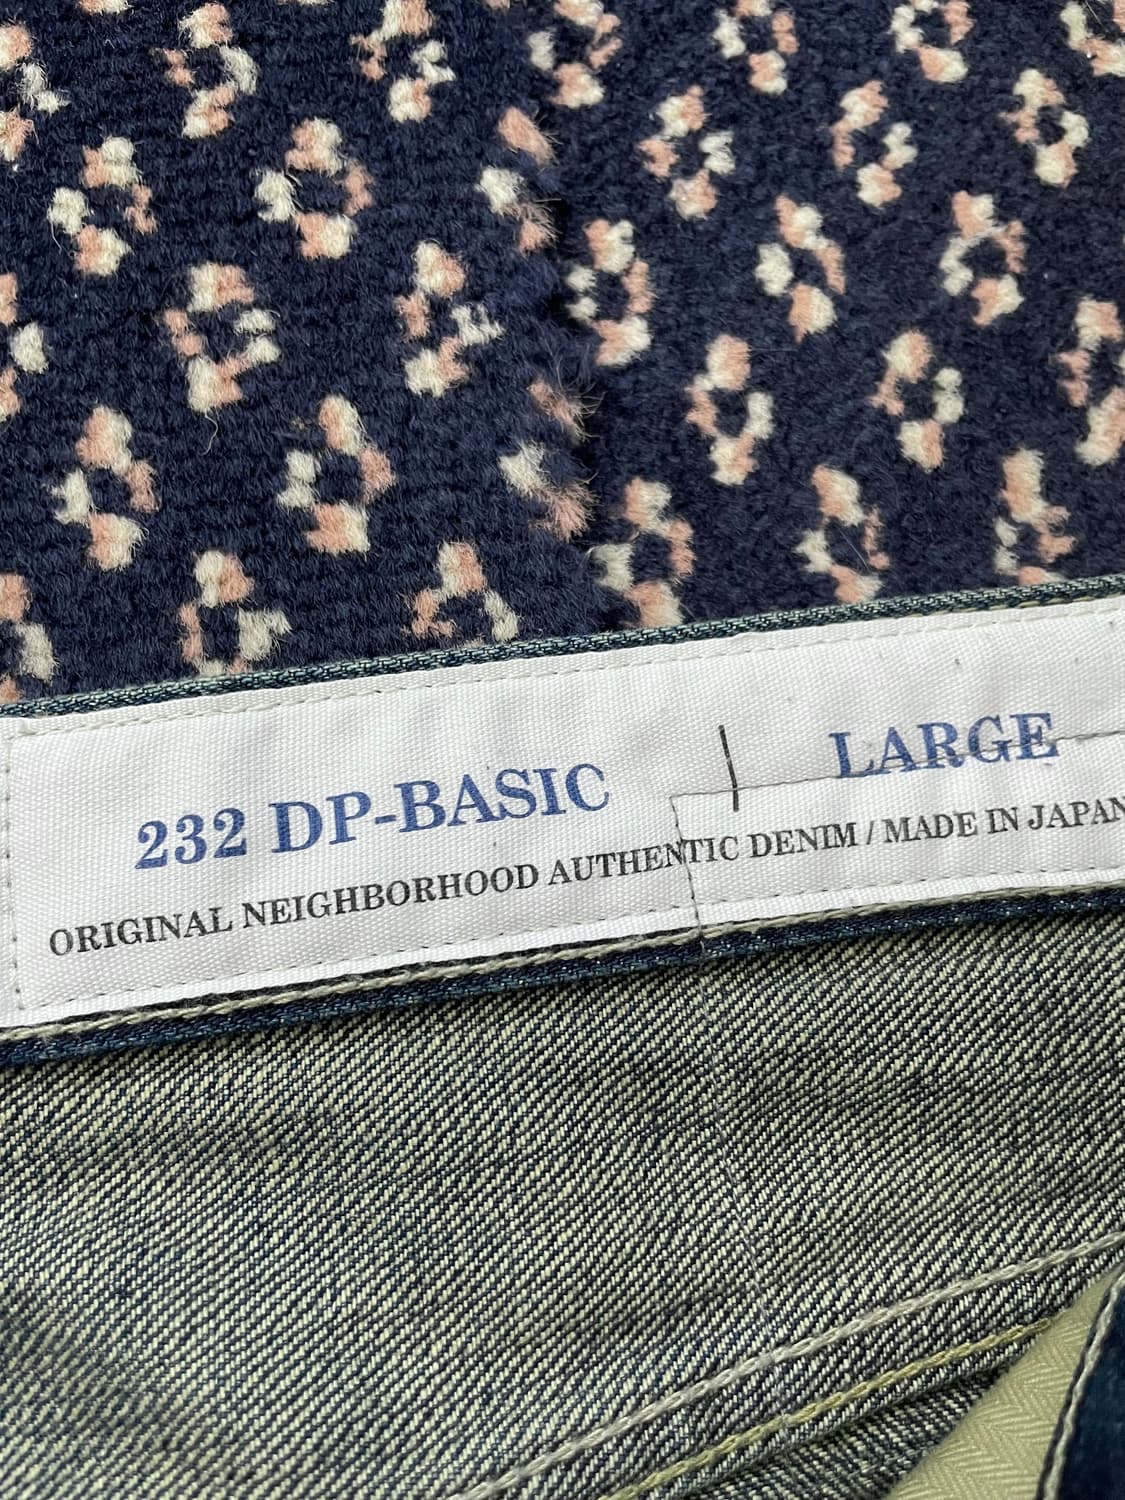 232 DP-BASIC | LARGE
ORIGINAL NEIGHBORHOOD AUTHENTIC DENIM / MADE IN JAPAN